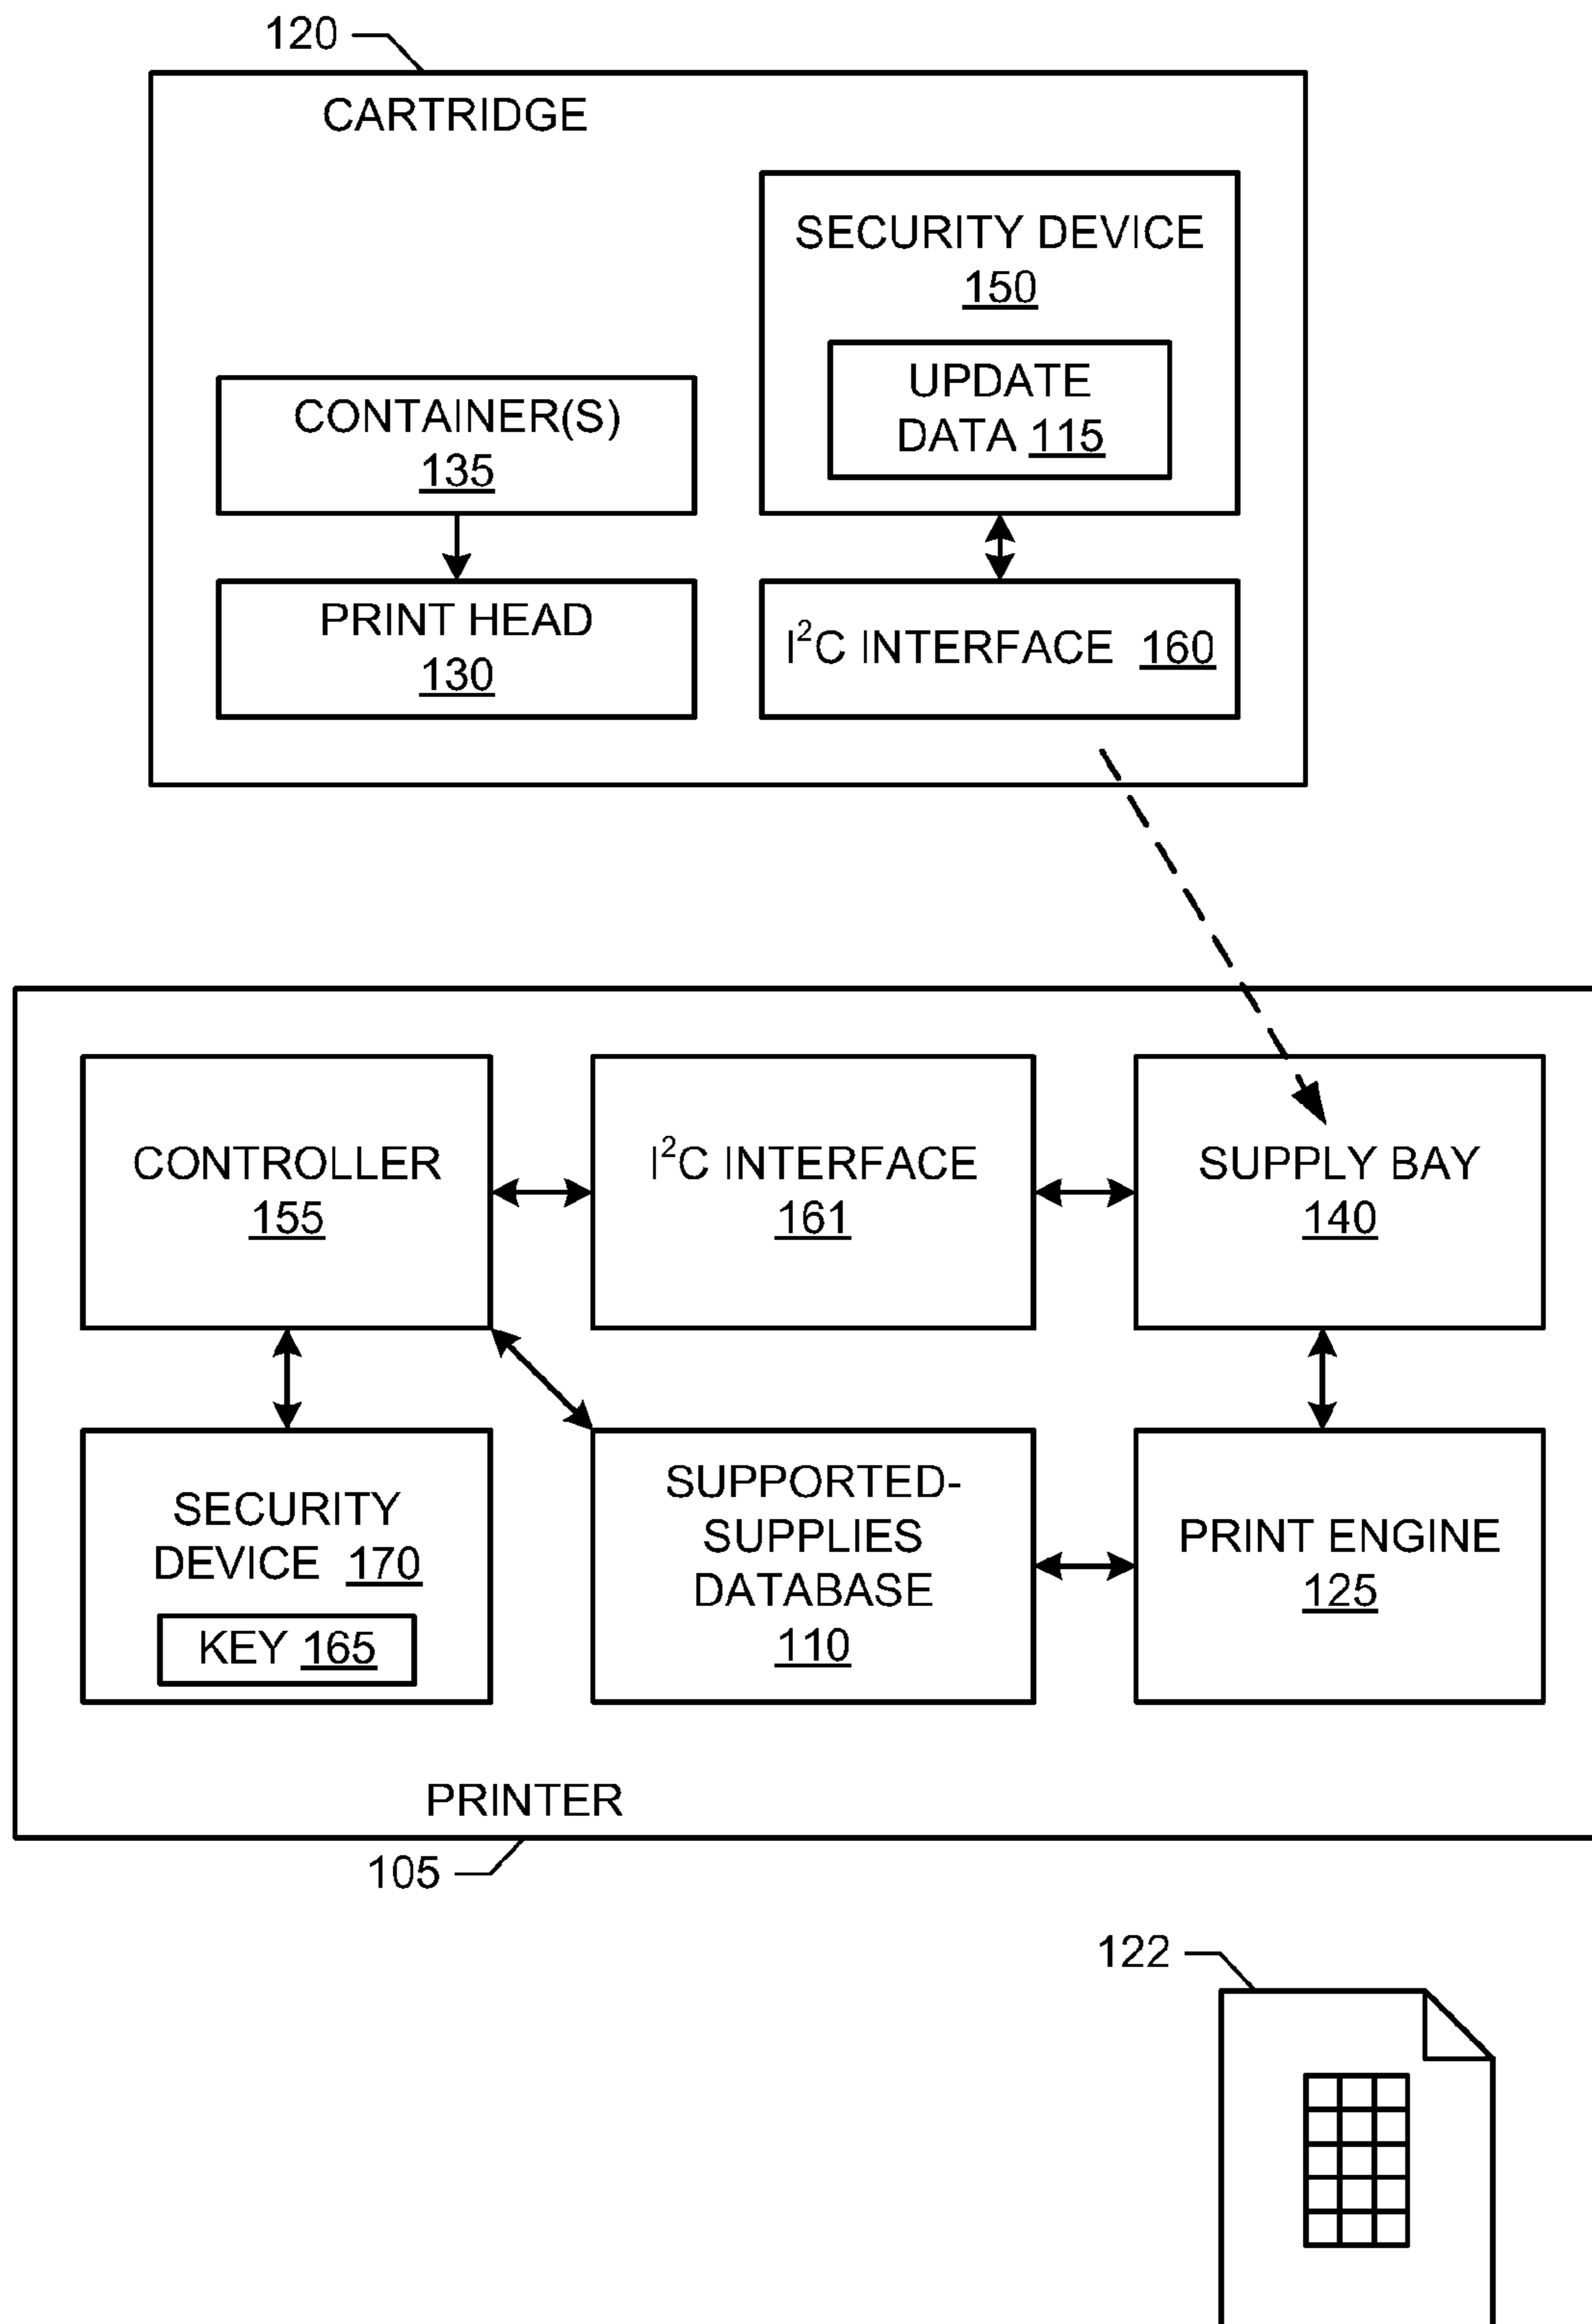 120
CARTRIDGE
SECURITY DEVICE
150
UPDATE
DATA 115
CONTAINER(S)
135
PRINT HEAD
130
I²C INTERFACE 160
CONTROLLER
155
I²C INTERFACE
161
SUPPLY BAY
140
SECURITY
DEVICE 170
KEY 165
SUPPORTED-
SUPPLIES
DATABASE
110
PRINT ENGINE
125
PRINTER
105
122